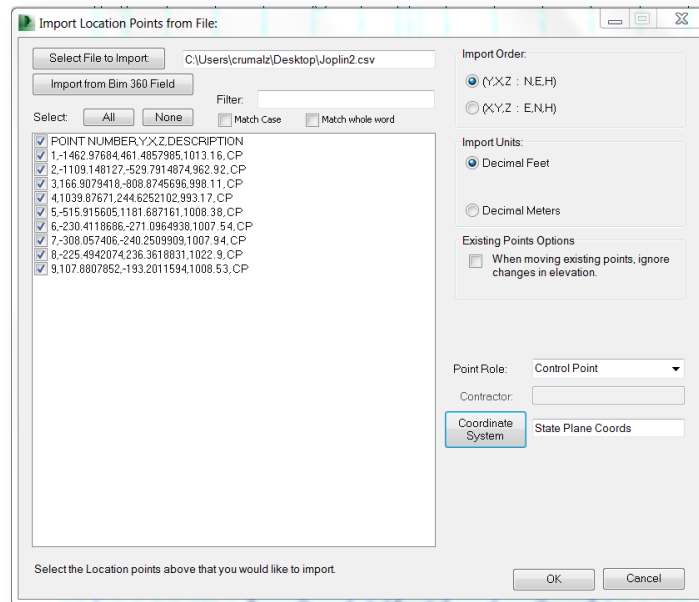 Import Location Points from File:
Select File to Import
C:\Users\crumalz\Desktop\Joplin2.csv
Import from Bim 360 Field
Filter:
Select:
All
None
Match Case
Match whole word
POINT NUMBER,Y,X,Z,DESCRIPTION
1,-1462.97684,461.4857985,1013.16,CP
2,-1109.148127,-529.7914874,962.92,CP
3,166.9079418,-808.8745696,998.11,CP
4,1039.87671,244.6252102,993.17,CP
5,-515.915605,1181.687161,1008.38,CP
6,-230.4118686,-271.0964938,1007.54,CP
7,-308.057406,-240.2509909,1007.94,CP
8,-225.4942074,236.3618831,1022.9,CP
9,107.8807852,-193.2011594,1008.53,CP
Import Order:
(Y,X,Z : N,E,H)
(X,Y,Z : E,N,H)
Import Units:
Decimal Feet
Decimal Meters
Existing Points Options
When moving existing points, ignore
changes in elevation.
Point Role:
Control Point
Contractor:
Coordinate
System
State Plane Coords
Select the Location points above that you would like to import.
OK
Cancel